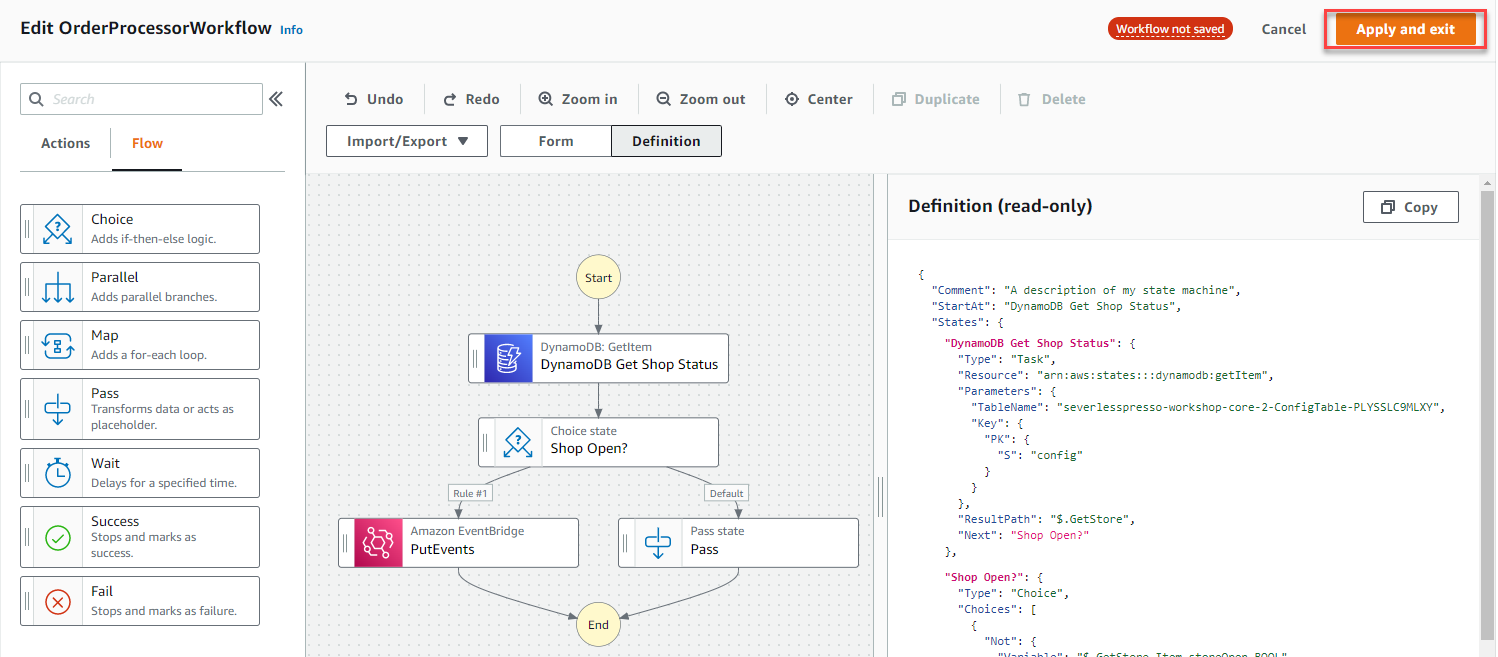 Edit OrderProcessorWorkflow Info
Workflow not saved
Cancel
Apply and exit
Search
Actions
Flow
Choice
Adds if-then-else logic.
Parallel
Adds parallel branches.
Map
Adds a for-each loop.
Pass
Transforms data or acts as
placeholder.
Wait
Delays for a specified time.
Success
Stops and marks as
success.
Fail
Stops and marks as failure.
Undo
Redo
Zoom in
Zoom out
Center
Duplicate
Delete
Import/Export
Form
Definition
Start
DynamoDB: GetItem
DynamoDB Get Shop Status
Choice state
Shop Open?
Rule #1
Default
Amazon EventBridge
PutEvents
Pass state
Pass
End
Definition (read-only)
Copy
{
"Comment": "A description of my state machine",
"StartAt": "DynamoDB Get Shop Status",
"States": {
"DynamoDB Get Shop Status": {
"Type": "Task",
"Resource": "arn:aws:states:::dynamodb:getItem",
"Parameters": {
"TableName": "severlesspresso-workshop-core-2-ConfigTable-PLYSSLC9MLXY",
"Key": {
"PK": {
"S": "config"
}
}
},
"ResultPath": "$.GetStore",
"Next": "Shop Open?"
},
"Shop Open?": {
"Type": "Choice",
"Choices": [
{
"Not": {
"Variable": "$.GetStore.Item.storeOpen.BOOL",